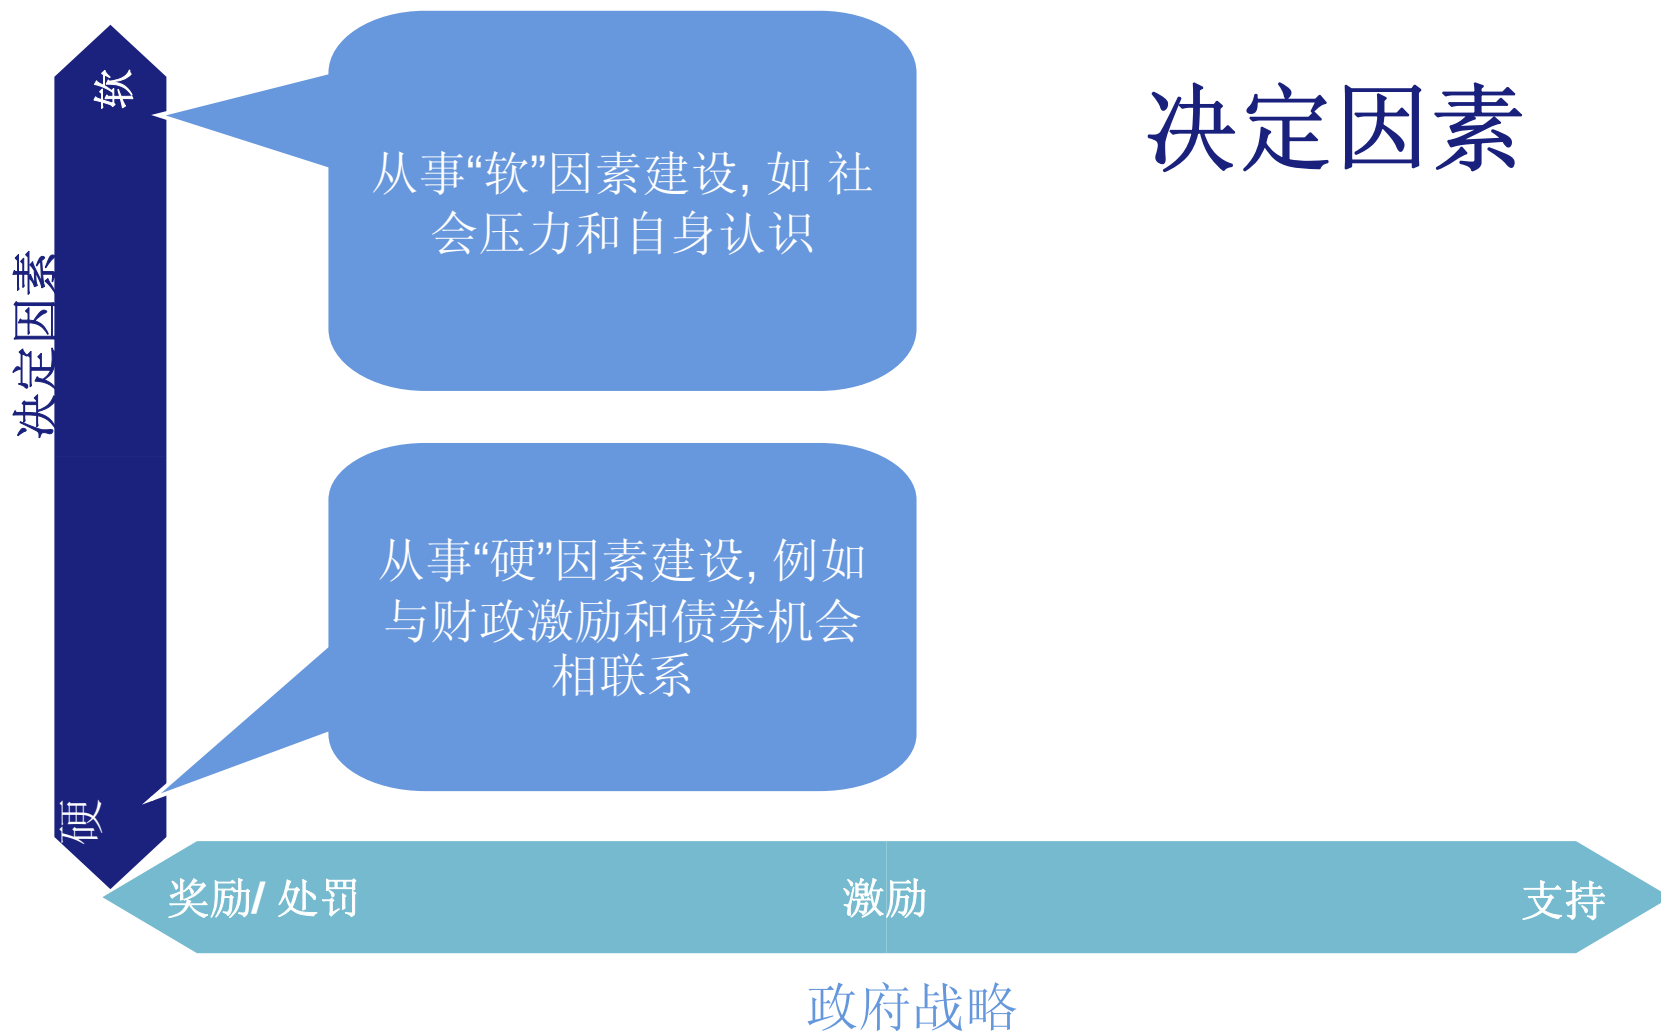 决定因素
软
从事“软”因素建设, 如 社
会压力和自身认识
决定因素
从事“硬”因素建设, 例如
与财政激励和债券机会
相联系
硬
奖励/ 处罚
激励
支持
政府战略